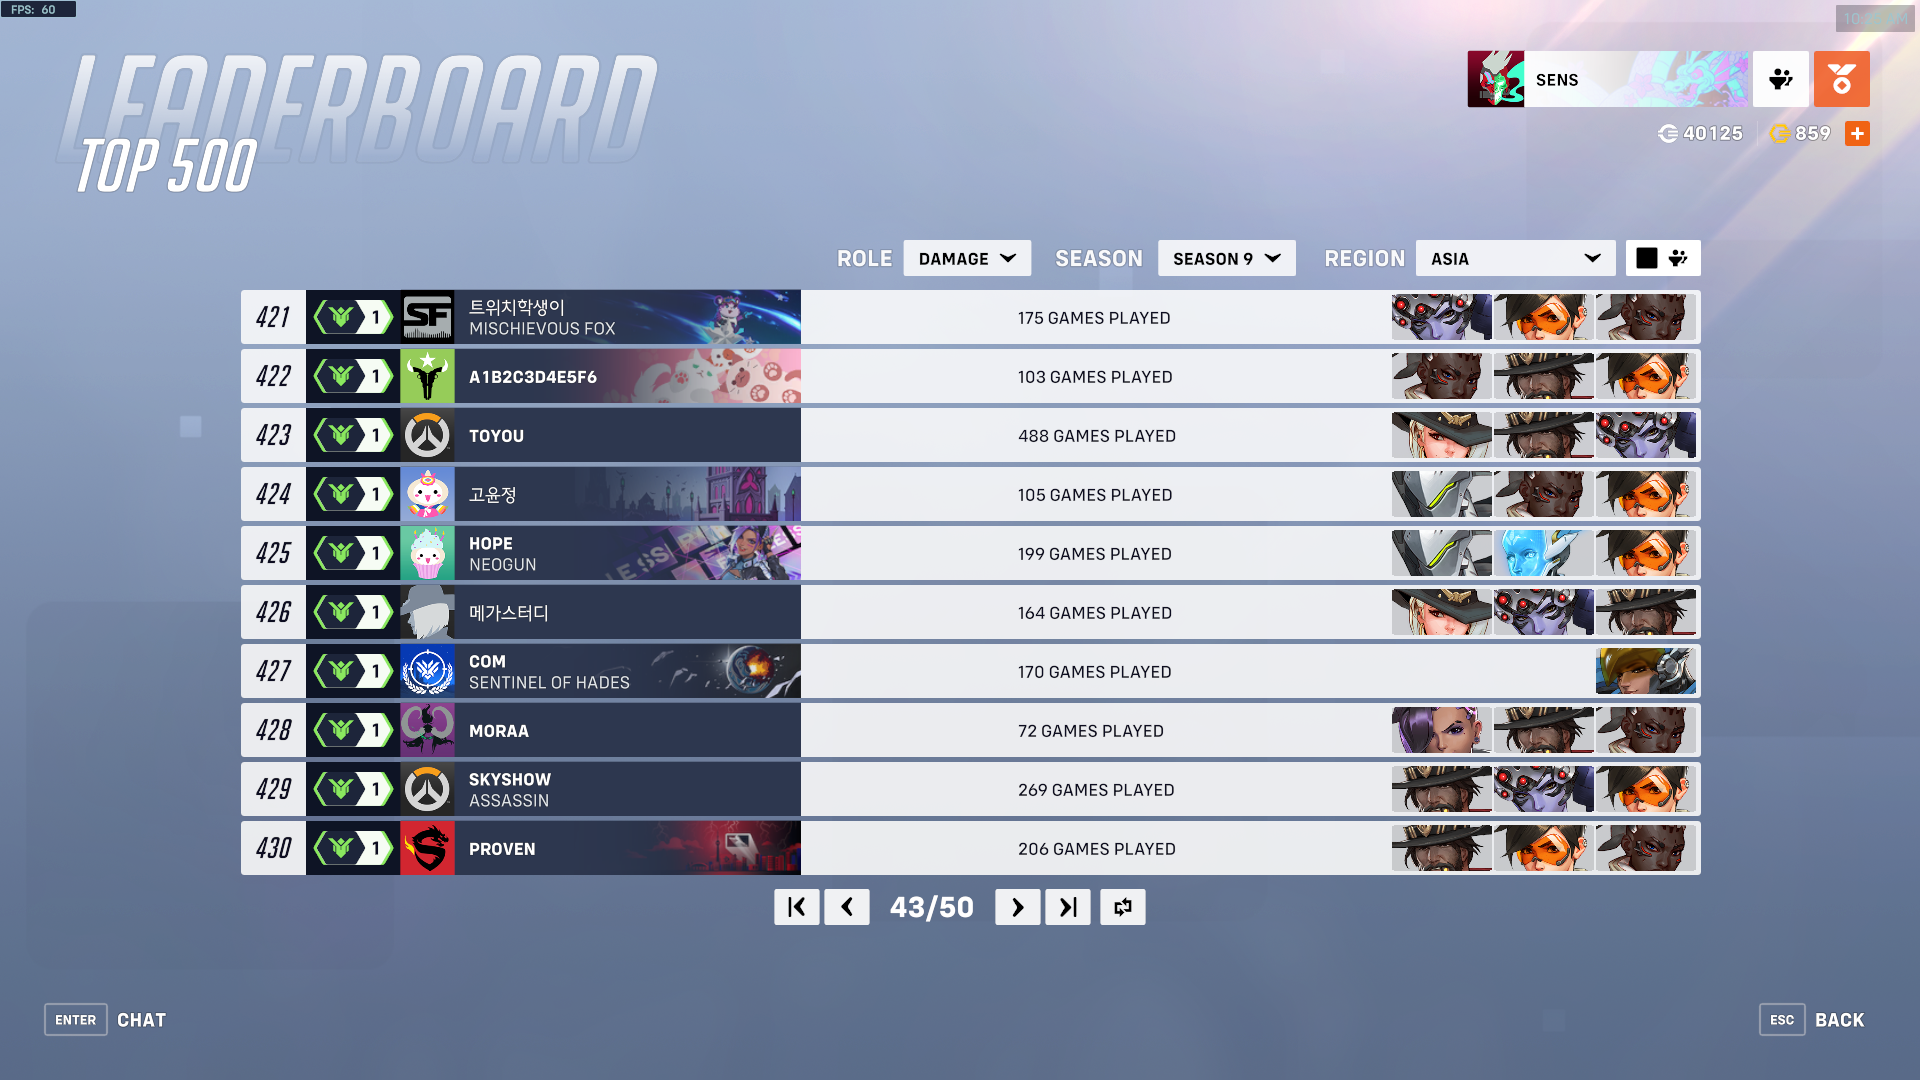 FPS: 60
LEADERBOARD
TOP 500
SENS
40125
859
ROLE DAMAGE SEASON SEASON 9 REGION ASIA
421 1 SF 트위치학생이 175 GAMES PLAYED
MISCHIEVOUS FOX
422 1 A1B2C3D4E5F6 103 GAMES PLAYED
423 1 TOYOU 488 GAMES PLAYED
424 1 고윤정 105 GAMES PLAYED
425 1 HOPE 199 GAMES PLAYED
NEOGUN
426 1 메가스터디 164 GAMES PLAYED
427 1 COM 170 GAMES PLAYED
SENTINEL OF HADES
428 1 MORAA 72 GAMES PLAYED
429 1 SKYSHOW 269 GAMES PLAYED
ASSASSIN
430 1 PROVEN 206 GAMES PLAYED
43/50
ENTER CHAT
ESC BACK